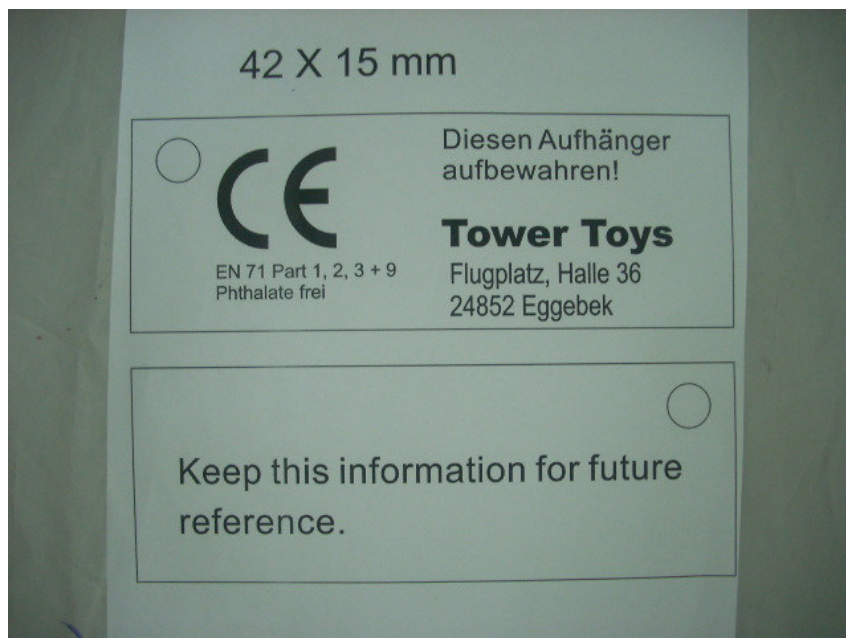 42 X 15 mm
CE
Diesen Aufhänger
aufbewahren!
Tower Toys
Flugplatz, Halle 36
24852 Eggebek
EN 71 Part 1, 2, 3 + 9
Phthalate frei
Keep this information for future
reference.